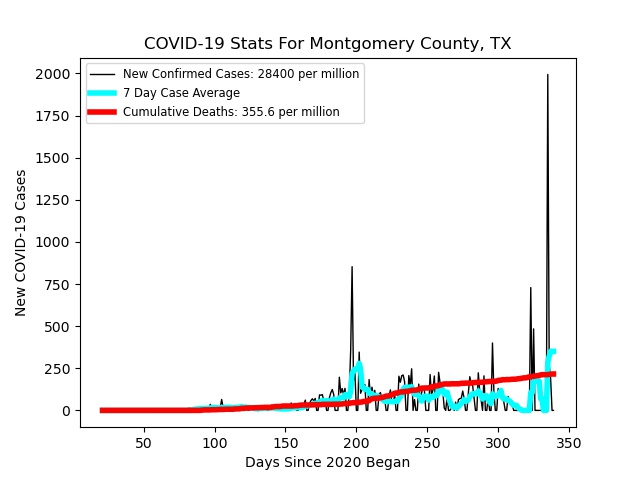 COVID-19 Stats For Montgomery County, TX
New Confirmed Cases: 28400 per million
7 Day Case Average
Cumulative Deaths: 355.6 per million
New COVID-19 Cases
2000
1750
1500
1250
1000
750
500
250
0
50
100
150
200
250
300
350
Days Since 2020 Began